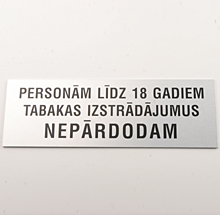 PERSONĀM LĪDZ 18 GADIEM
TABAKAS IZSTRĀDĀJUMUS
NEPĀRDODAM